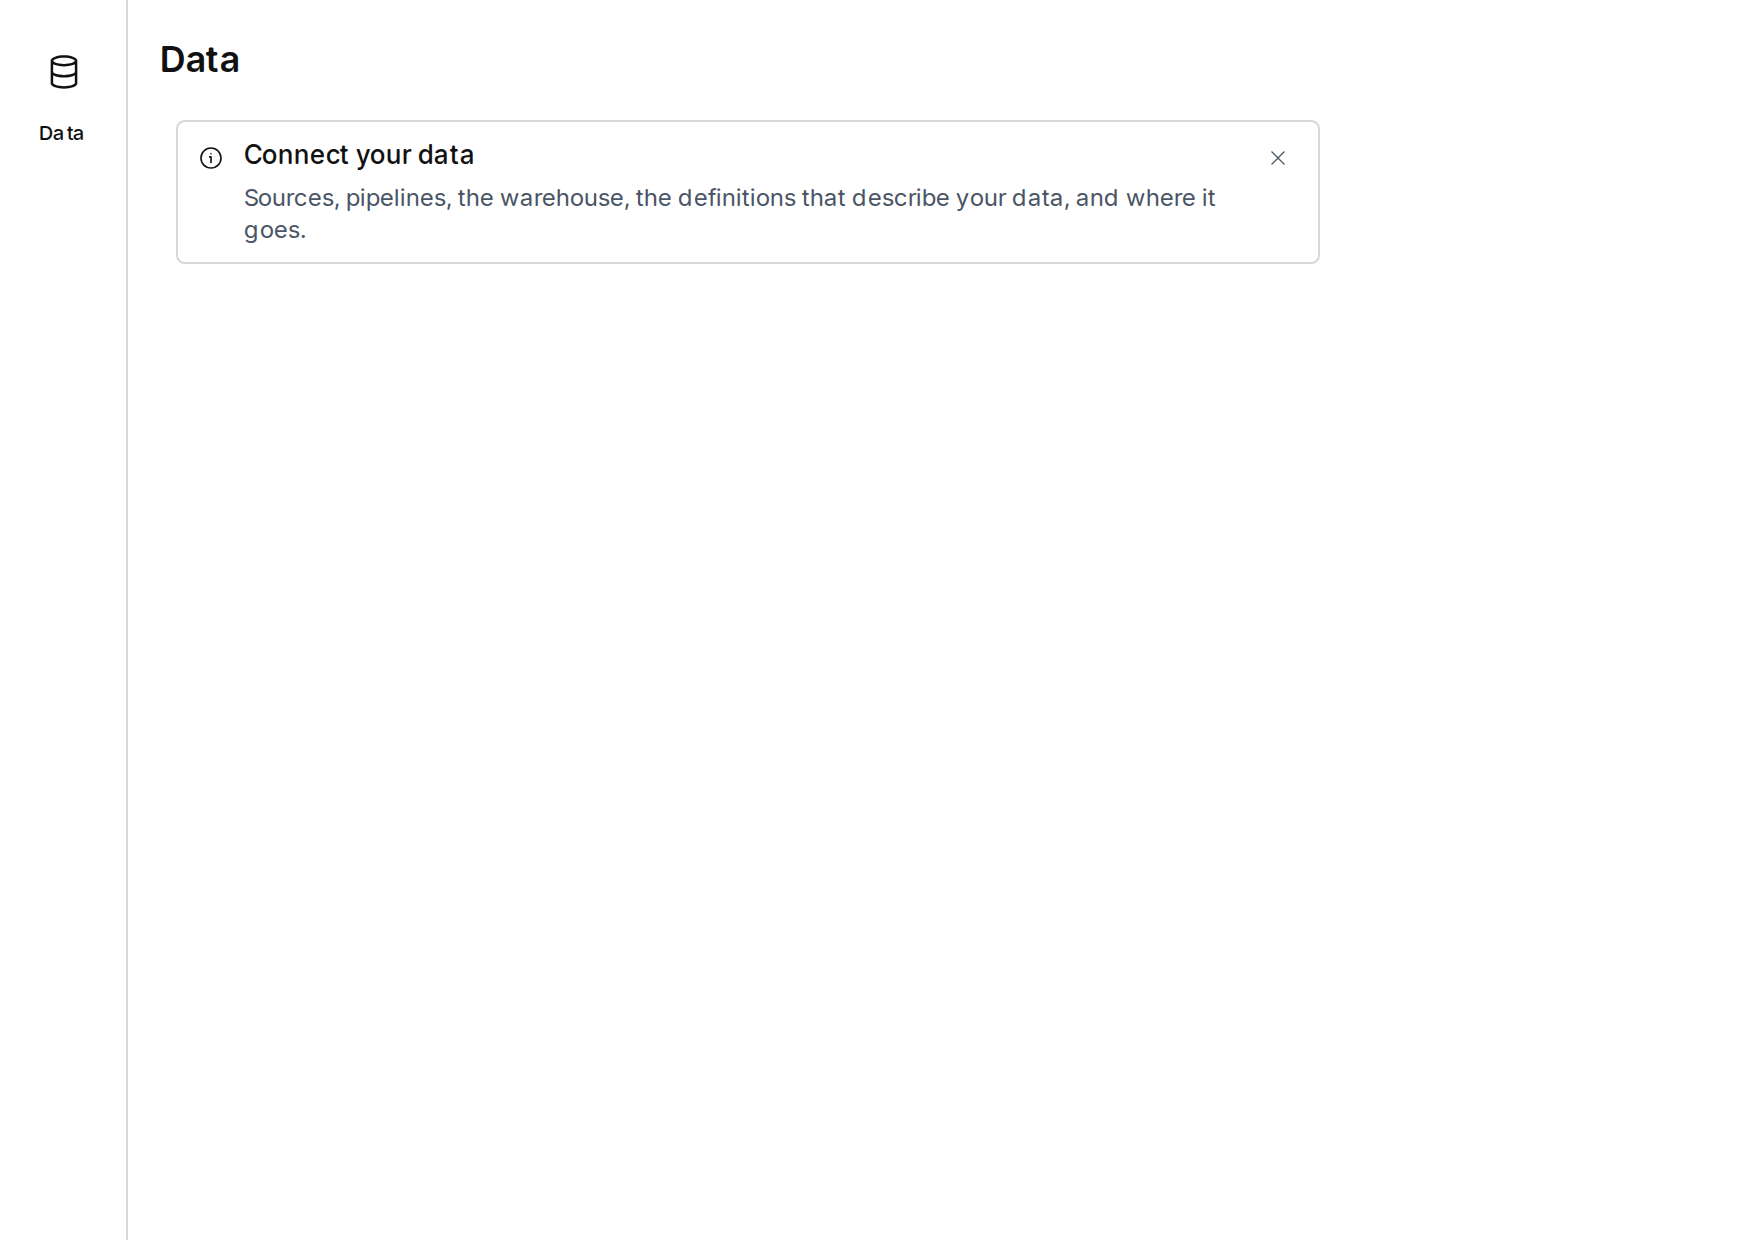 Data
Data
Connect your data
Sources, pipelines, the warehouse, the definitions that describe your data, and where it
goes.